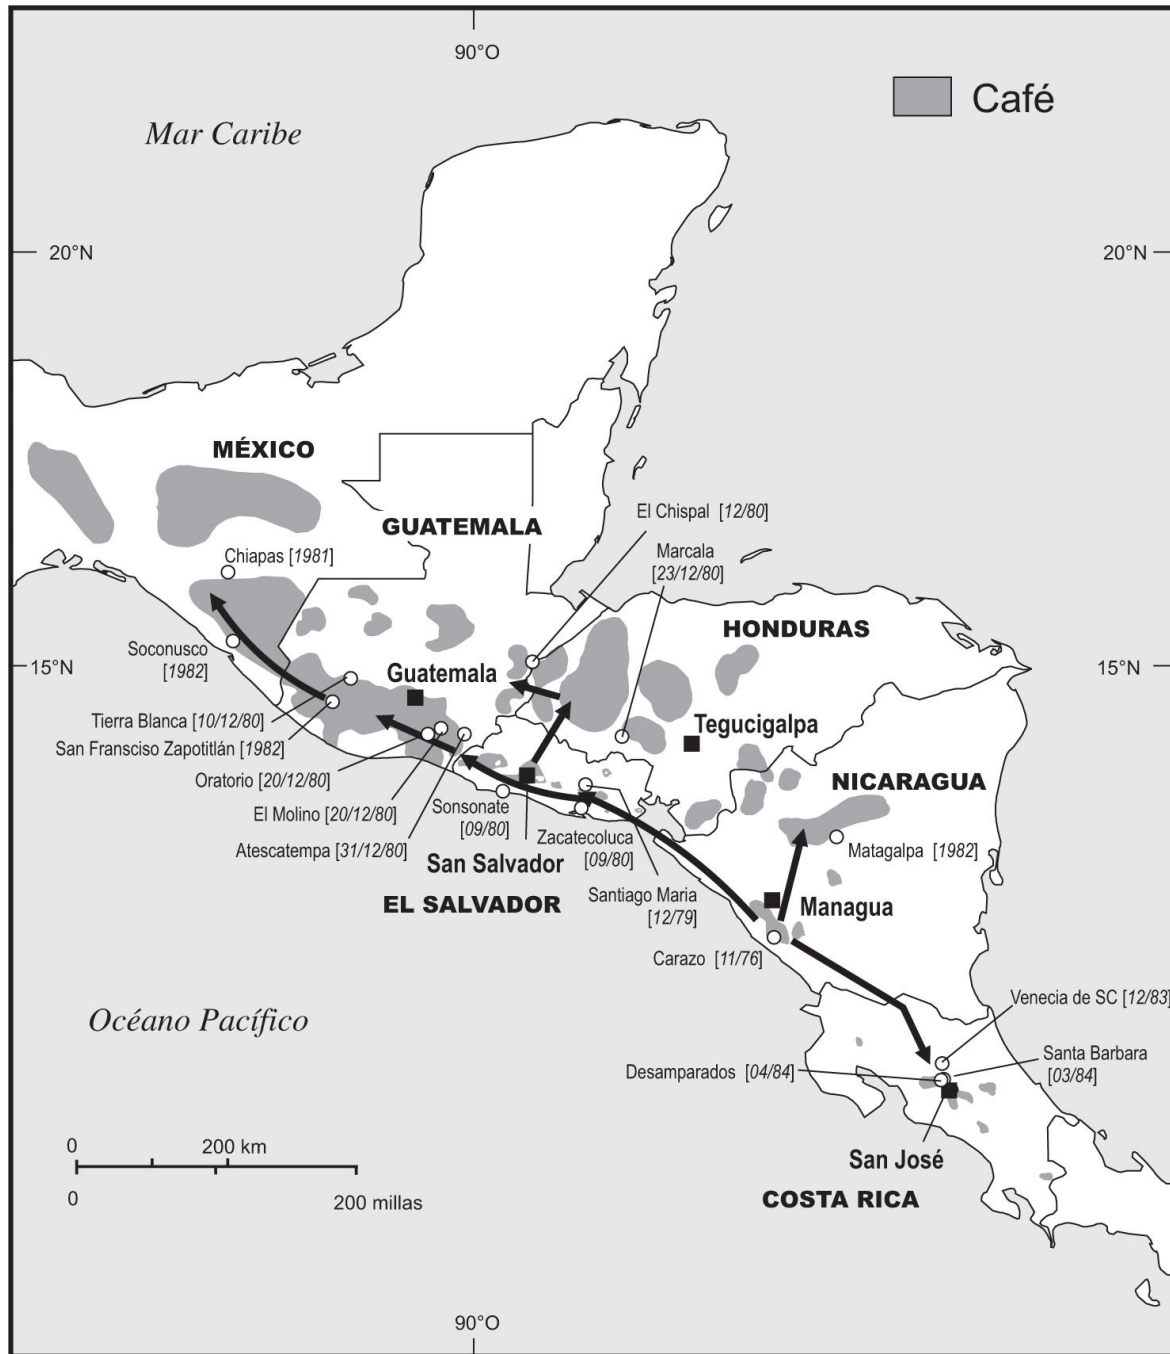 90°O
Café
Mar Caribe
20°N
20°N
MÉXICO
GUATEMALA
El Chispal [12/80]
Marcala
[23/12/80]
Chiapas [1981]
HONDURAS
Soconusco
[1982]
15°N
15°N
Guatemala
Tierra Blanca [10/12/80]
San Fransciso Zapotitlán [1982]
Tegucigalpa
Oratorio [20/12/80]
NICARAGUA
El Molino [20/12/80]
Sonsonate
[09/80]
Zacatecoluca
[09/80]
Atescatempa [31/12/80]
Matagalpa [1982]
San Salvador
Santiago Maria
[12/79]
EL SALVADOR
Managua
Carazo [11/76]
Venecia de SC [12/83]
Océano Pacífico
Santa Barbara
[03/84]
Desamparados [04/84]
0 200 km
San José
0 200 millas
COSTA RICA
90°O